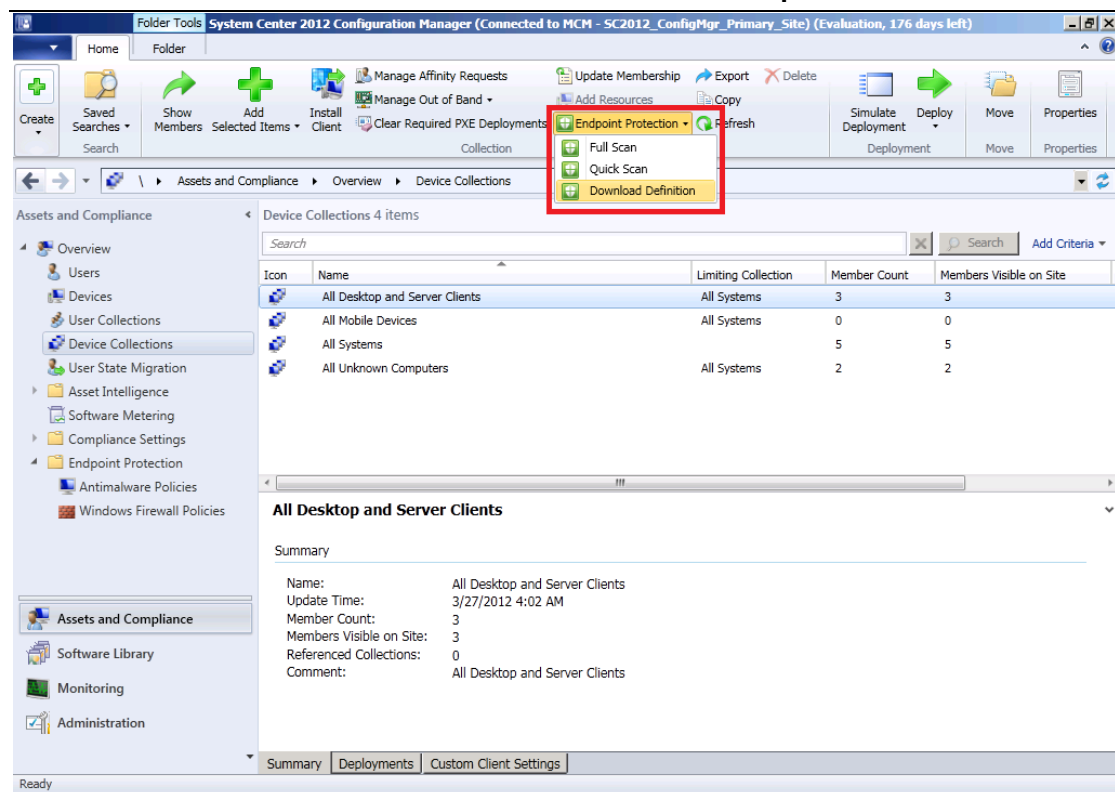 Folder Tools System Center 2012 Configuration Manager (Connected to MCM - SC2012_ConfigMgr_Primary_Site) (Evaluation, 176 days left)
Home Folder
Create
Saved Searches
Show Members
Add Selected Items
Install Client
Manage Affinity Requests
Manage Out of Band
Clear Required PXE Deployments
Update Membership
Add Resources
Endpoint Protection
Export
Copy
Refresh
Delete
Simulate Deployment
Deploy
Move
Properties
Search
Collection
Deployment
Move
Properties
Full Scan
Quick Scan
Download Definition
\ Assets and Compliance Overview Device Collections
Assets and Compliance
Overview
Users
Devices
User Collections
Device Collections
User State Migration
Asset Intelligence
Software Metering
Compliance Settings
Endpoint Protection
Antimalware Policies
Windows Firewall Policies
Assets and Compliance
Software Library
Monitoring
Administration
Device Collections 4 items
Search Search Add Criteria
Icon Name Limiting Collection Member Count Members Visible on Site
All Desktop and Server Clients All Systems 3 3
All Mobile Devices All Systems 0 0
All Systems 5 5
All Unknown Computers All Systems 2 2
All Desktop and Server Clients
Summary
Name: All Desktop and Server Clients
Update Time: 3/27/2012 4:02 AM
Member Count: 3
Members Visible on Site: 3
Referenced Collections: 0
Comment: All Desktop and Server Clients
Summary Deployments Custom Client Settings
Ready